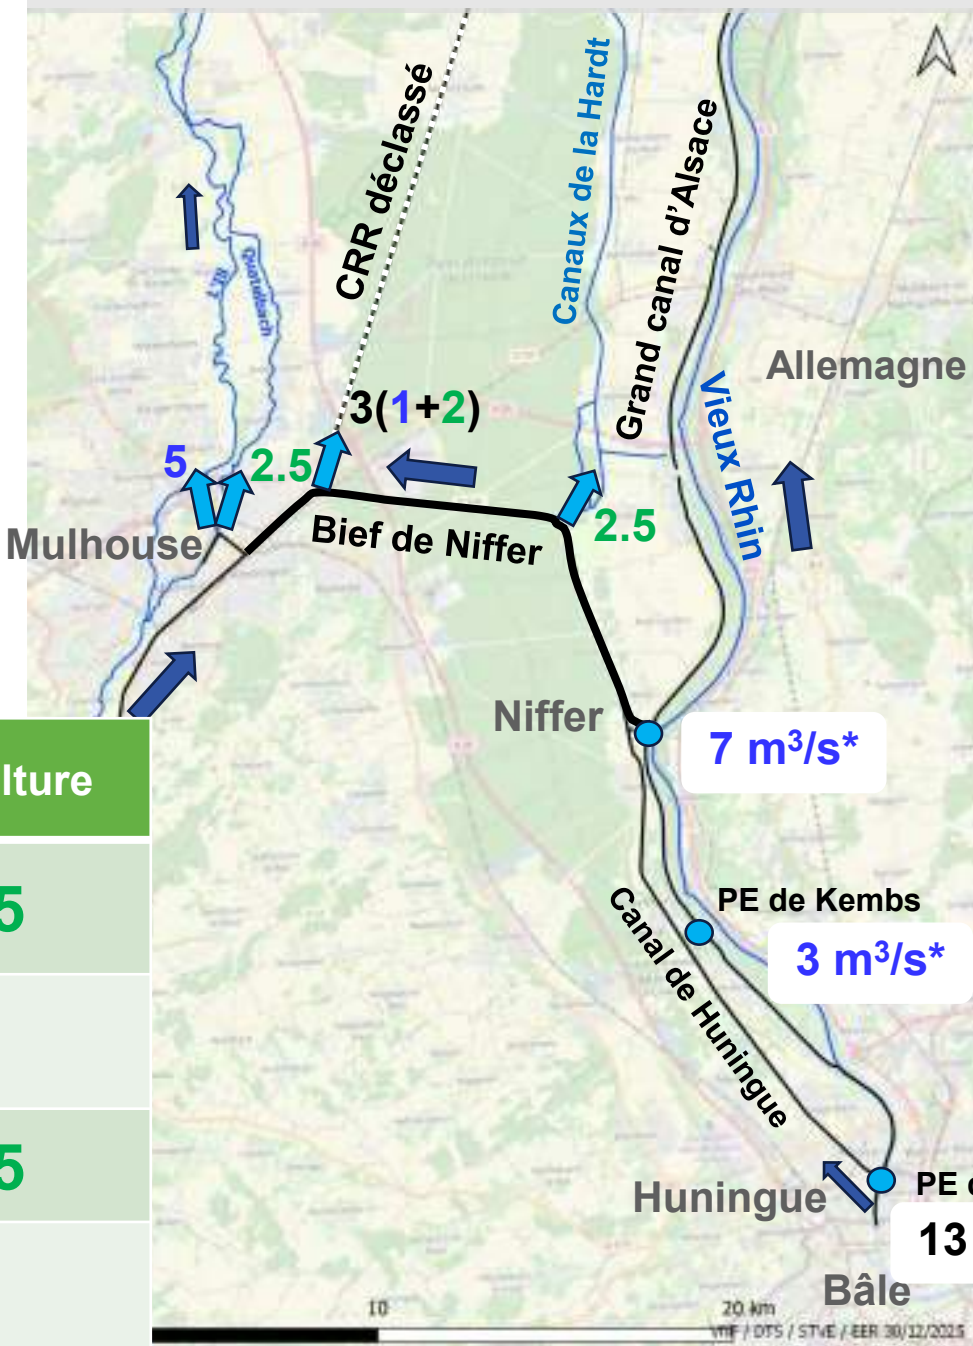 CRR déclassé
Canaux de la Hardt
Grand canal d'Alsace
Quatelbach
ILL
Allemagne
Vieux Rhin
3(1+2)
5
2.5
2.5
Mulhouse
Bief de Niffer
Niffer
7 m³/s*
lture
5
5
PE de Kembs
3 m³/s*
Canal de Huningue
Huningue
PE
13
Bâle
10
20 km
VNF / DTS / STVE / EER 30/12/2025